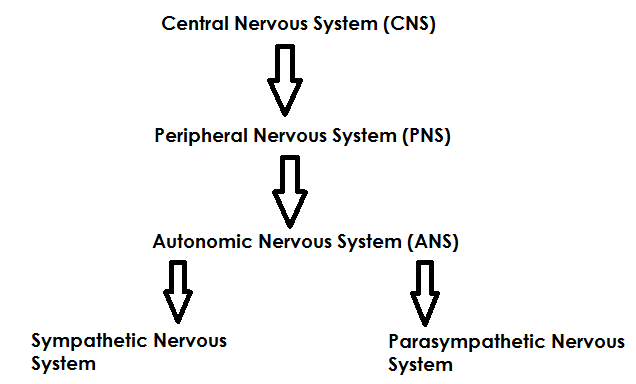 Central Nervous System (CNS)
Peripheral Nervous System (PNS)
Autonomic Nervous System (ANS)
Sympathetic Nervous
System
Parasympathetic Nervous
System